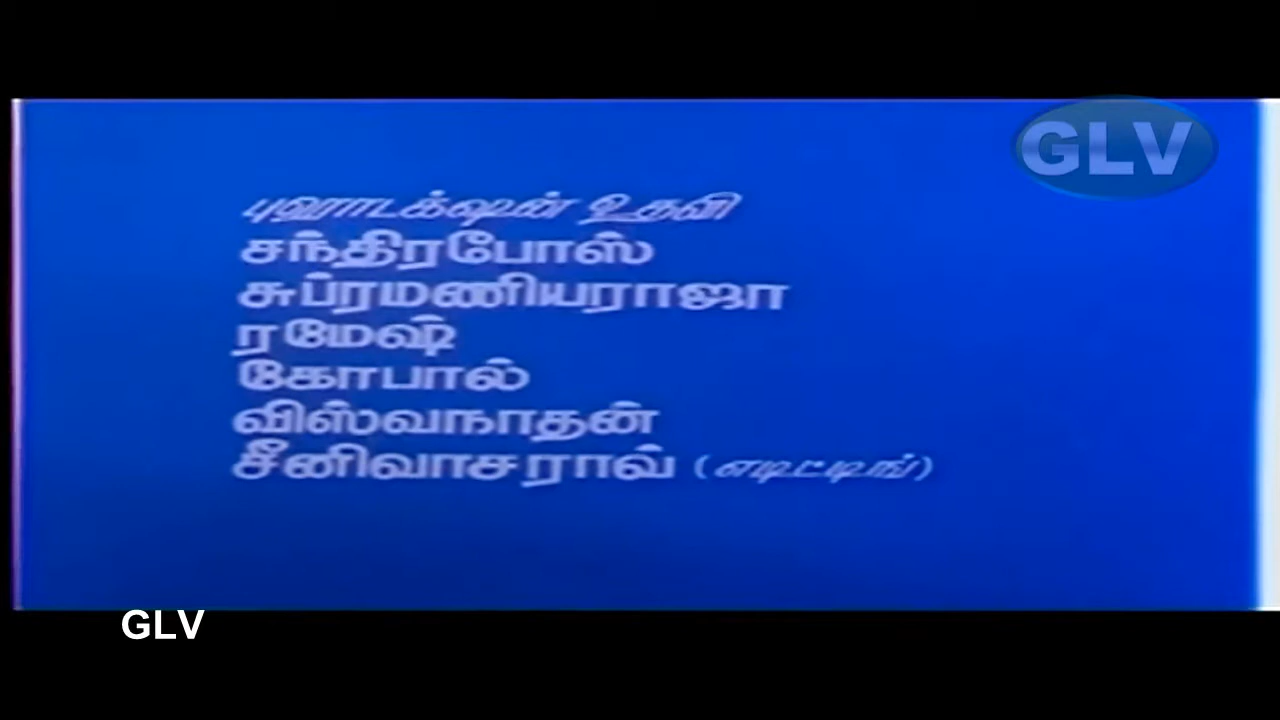 GLV
புரொடக்ஷன் உதவி
சந்திரபோஸ்
சுப்ரமணியராஜா
ரமேஷ்
கோபால்
விஸ்வநாதன்
சீனிவாசராவ் (எடிட்டிங்)
GLV